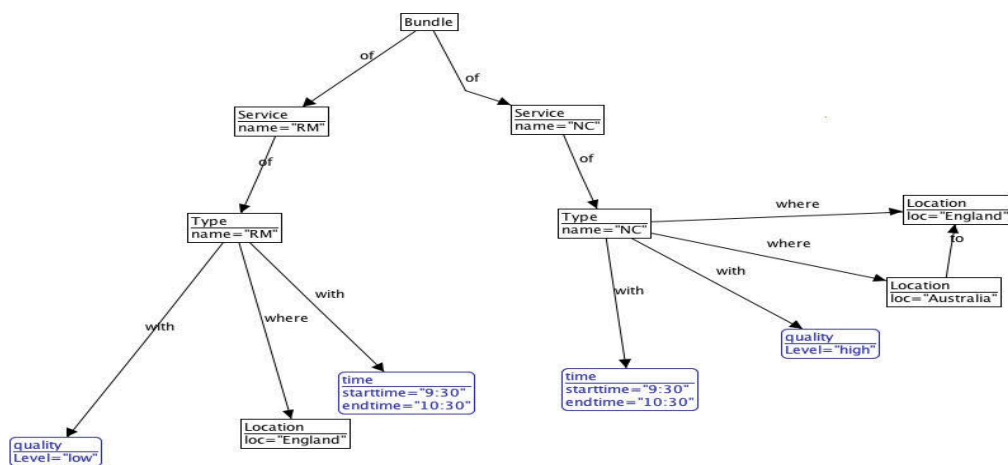 Bundle
of
of
Service
name="RM"
Service
name="NC"
of
of
Type
name="RM"
Type
name="NC"
where
Location
loc="England"
to
where
Location
loc="Australia"
with
where
with
with
with
quality
Level="high"
time
starttime="9:30"
endtime="10:30"
time
starttime="9:30"
endtime="10:30"
Location
loc="England"
quality
Level="low"